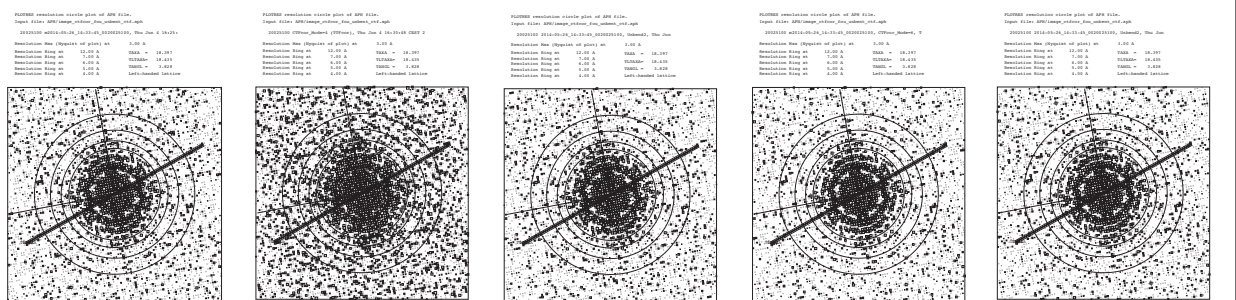 PLOTRES resolution circle plot of APH file.
Input file: APH/image_ctfcor_fou_unbent_ctf.aph
Resolution Max (Nyquist of plot) at 3.00 A
Resolution Ring at 12.00 A TAXA = 18.397
Resolution Ring at 7.00 A TLTAXA= 18.435
Resolution Ring at 6.00 A TANGL = 3.828
Resolution Ring at 5.00 A
Resolution Ring at 4.00 A Left-handed lattice
PLOTRES resolution circle plot of APH file.
Input file: APH/image_ctfcor_fou_unbent_ctf.aph
Resolution Max (Nyquist of plot) at 3.00 A
Resolution Ring at 12.00 A TAXA = 18.397
Resolution Ring at 7.00 A TLTAXA= 18.435
Resolution Ring at 6.00 A TANGL = 3.828
Resolution Ring at 5.00 A
Resolution Ring at 4.00 A Left-handed lattice
PLOTRES resolution circle plot of APH file.
Input file: APH/image_ctfcor_fou_unbent_ctf.aph
Resolution Max (Nyquist of plot) at 3.00 A
Resolution Ring at 12.00 A TAXA = 18.397
Resolution Ring at 7.00 A TLTAXA= 18.435
Resolution Ring at 6.00 A TANGL = 3.828
Resolution Ring at 5.00 A
Resolution Ring at 4.00 A Left-handed lattice
PLOTRES resolution circle plot of APH file.
Input file: APH/image_ctfcor_fou_unbent_ctf.aph
Resolution Max (Nyquist of plot) at 3.00 A
Resolution Ring at 12.00 A TAXA = 18.397
Resolution Ring at 7.00 A TLTAXA= 18.435
Resolution Ring at 6.00 A TANGL = 3.828
Resolution Ring at 5.00 A
Resolution Ring at 4.00 A Left-handed lattice
PLOTRES resolution circle plot of APH file.
Input file: APH/image_ctfcor_fou_unbent_ctf.aph
Resolution Max (Nyquist of plot) at 3.00 A
Resolution Ring at 12.00 A TAXA = 18.397
Resolution Ring at 7.00 A TLTAXA= 18.435
Resolution Ring at 6.00 A TANGL = 3.828
Resolution Ring at 5.00 A
Resolution Ring at 4.00 A Left-handed lattice